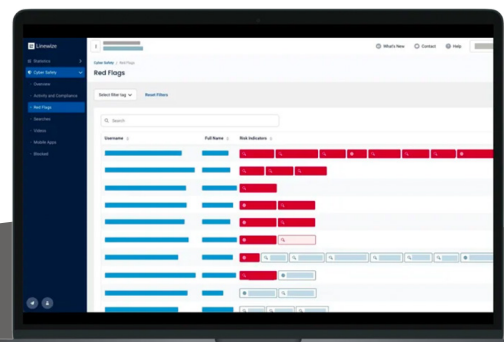 Linewize
What's New
Contact
Help
Statistics
Cyber Safety
Cyber Safety / Red Flags
Overview
Red Flags
Activity and Compliance
Select filter tag
Reset Filters
Red Flags
Searches
Search
Videos
Mobile Apps
Username
Full Name
Risk Indicators
Blocked